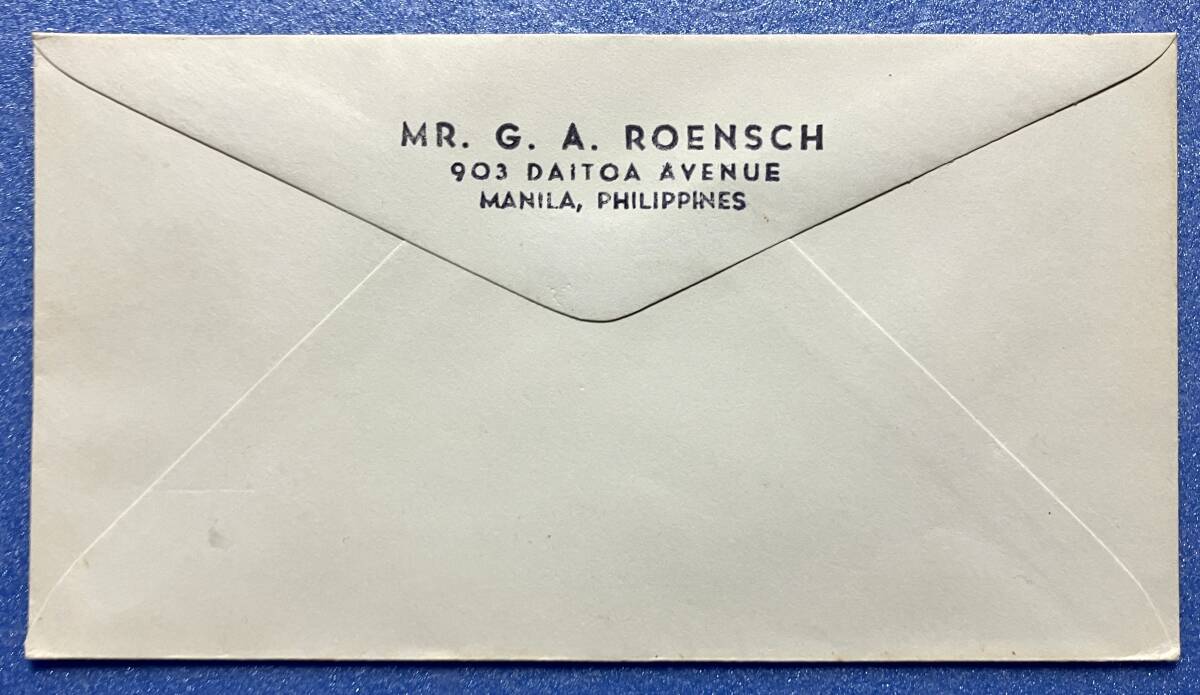 MR. G. A. ROENSCH
903 DAITOA AVENUE
MANILA, PHILIPPINES